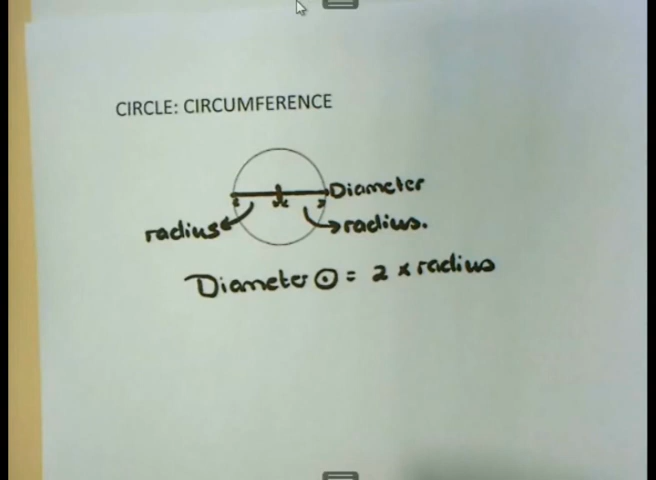 CIRCLE: CIRCUMFERENCE
Diameter
radius
radius.
Diameter ⊙ = 2 x radius